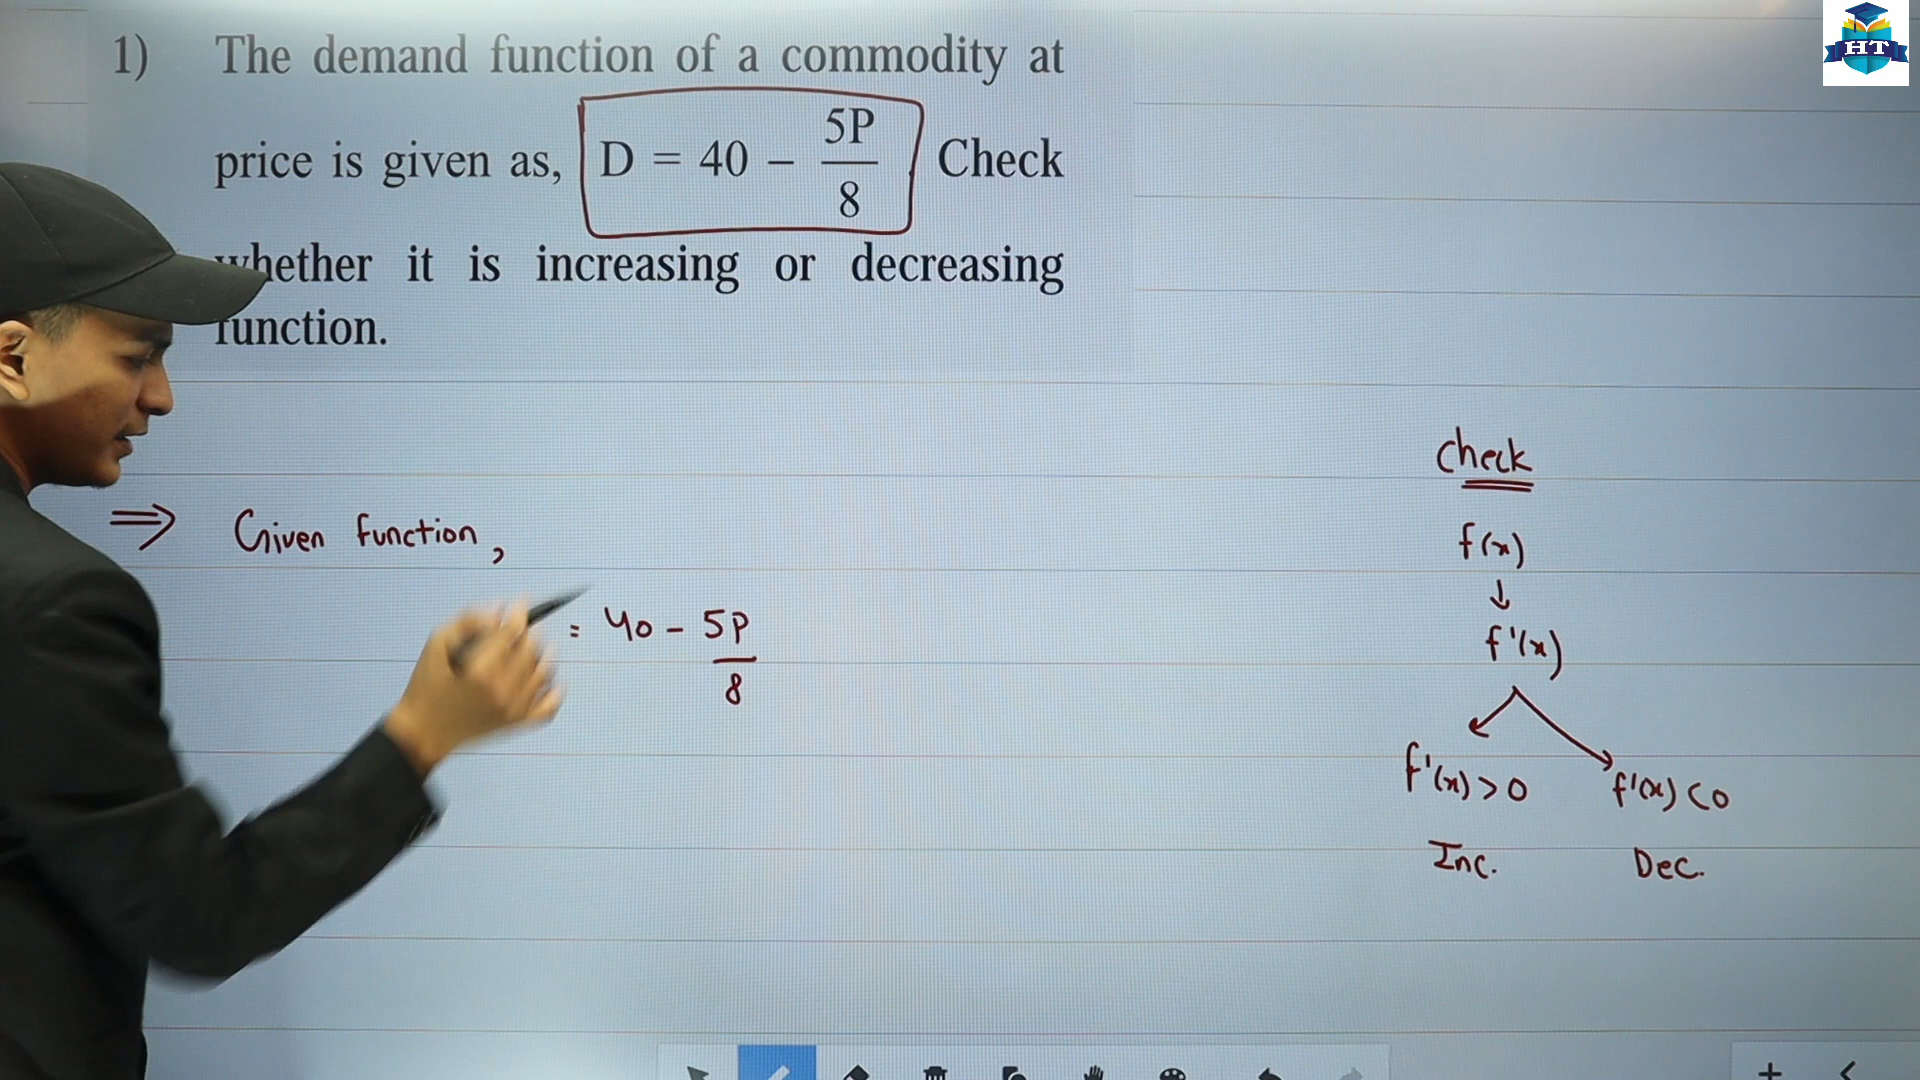 1) The demand function of a commodity at
price is given as, D = 40 − 5P/8 Check
whether it is increasing or decreasing
function.
⇒ Given function,
= 40 - 5P/8
Check
f(x)
↓
f'(x)
f'(x) > 0 f'(x) < 0
Inc. Dec.
HT